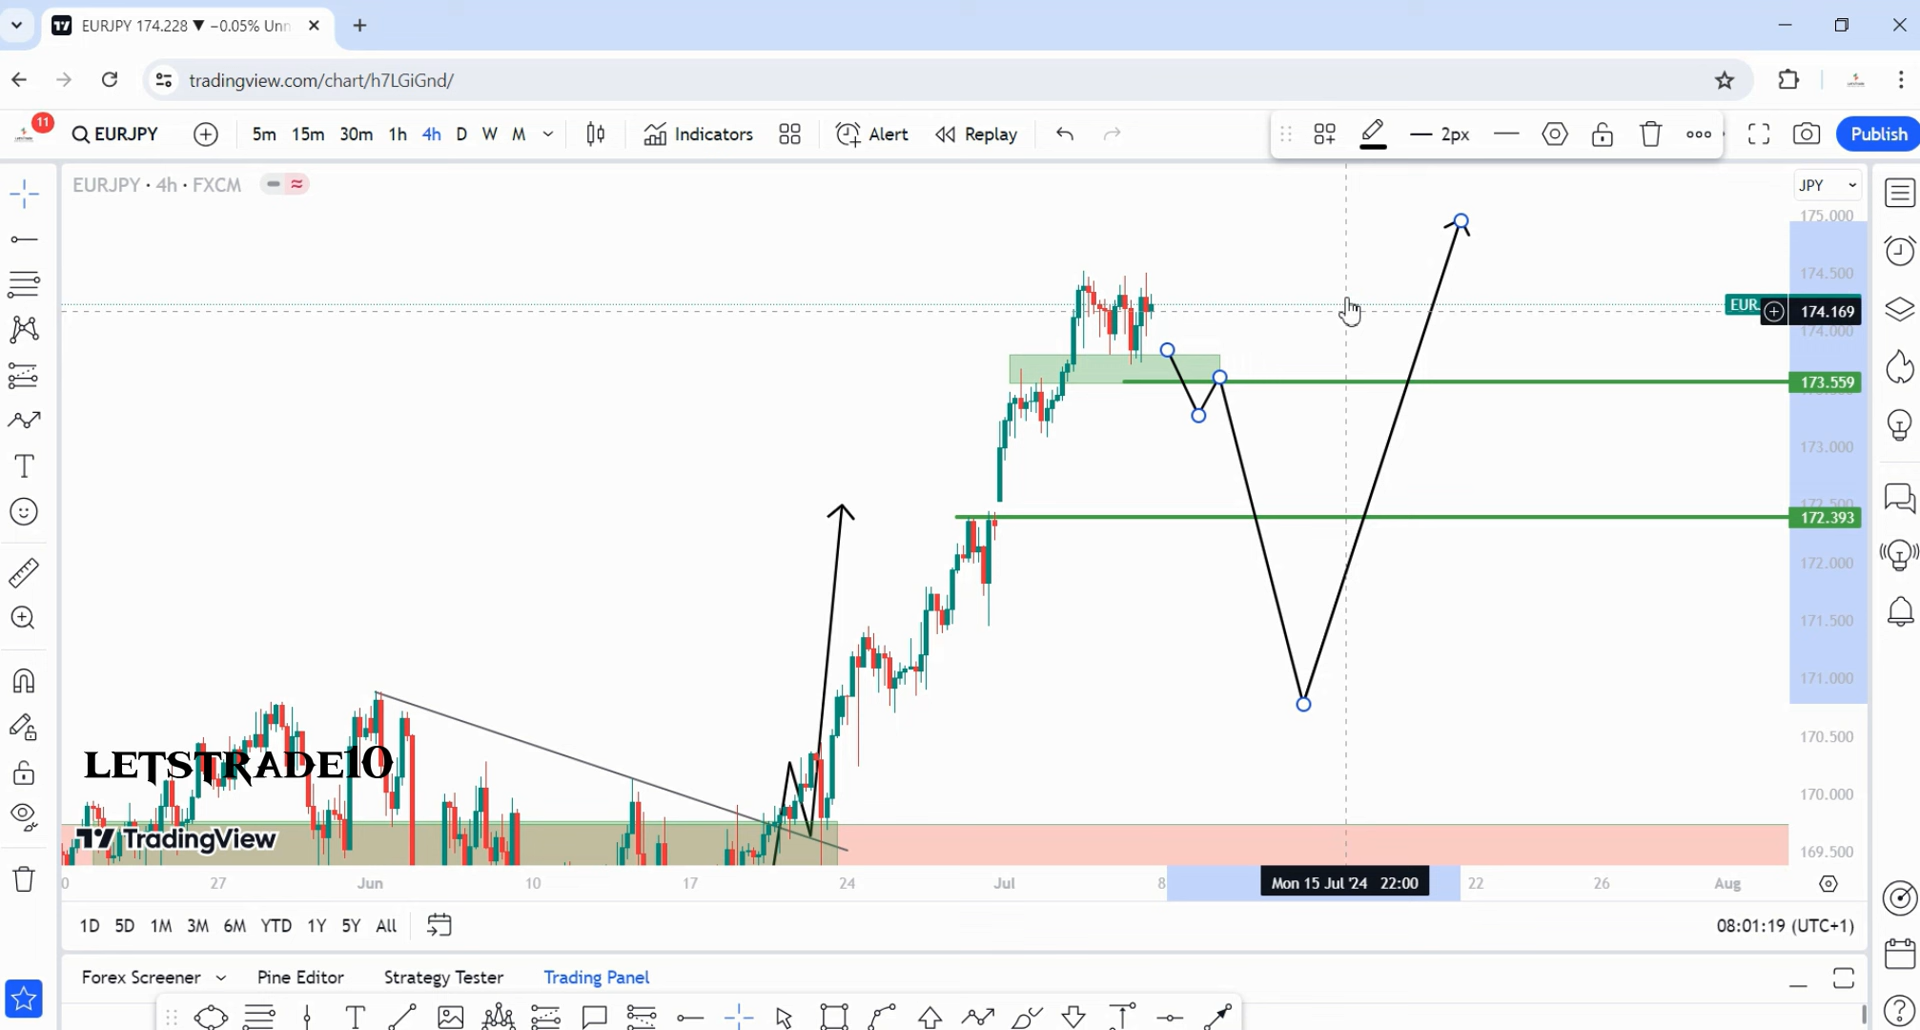 EURJPY 174.228 ▼ −0.05% Unn
tradingview.com/chart/h7LGiGnd/
11
EURJPY
5m 15m 30m 1h 4h D W M
Indicators
Alert
Replay
2px
Publish
EURJPY · 4h · FXCM
JPY
175.000
174.500
EUR
174.169
174.000
173.559
173.000
172.500
172.393
172.000
171.500
171.000
170.500
170.000
169.500
LETSTRADE10
TradingView
0 27 Jun 10 17 24 Jul 8 Mon 15 Jul '24 22:00 22 26 Aug
1D 5D 1M 3M 6M YTD 1Y 5Y All
08:01:19 (UTC+1)
Forex Screener Pine Editor Strategy Tester Trading Panel